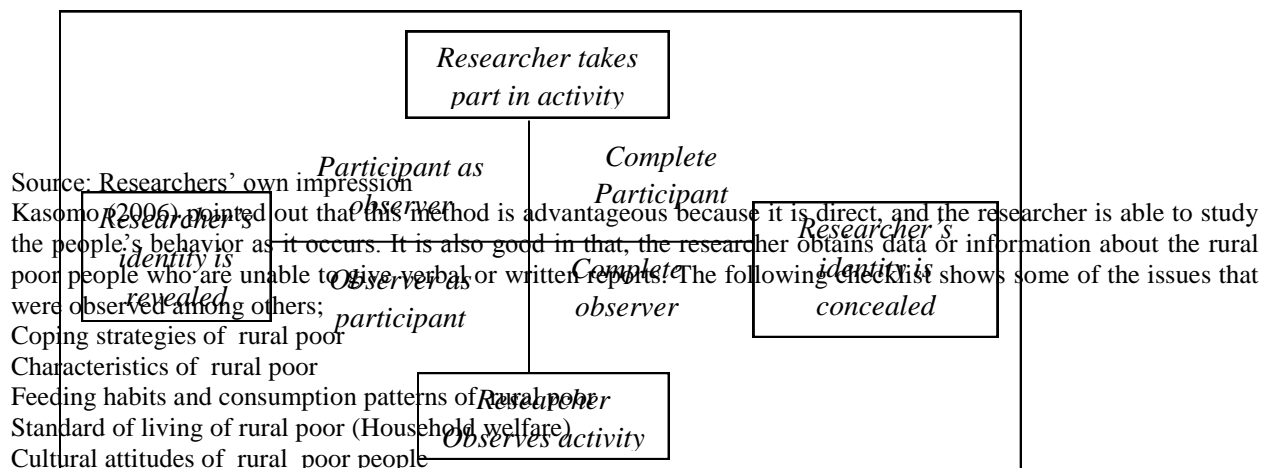 Researcher takes
part in activity
Participant as
observer
Complete
Participant
Researcher's
identity is
revealed
Researcher's
identity is
concealed
Observer as
participant
Complete
observer
Researcher
Observes activity
Source: Researchers' own impression
Kasomo (2006) pointed out that this method is advantageous because it is direct, and the researcher is able to study
the people's behavior as it occurs. It is also good in that, the researcher obtains data or information about the rural
poor people who are unable to give verbal or written reports. The following checklist shows some of the issues that
were observed among others;
Coping strategies of rural poor
Characteristics of rural poor
Feeding habits and consumption patterns of rural poor
Standard of living of rural poor (Household welfare)
Cultural attitudes of rural poor people